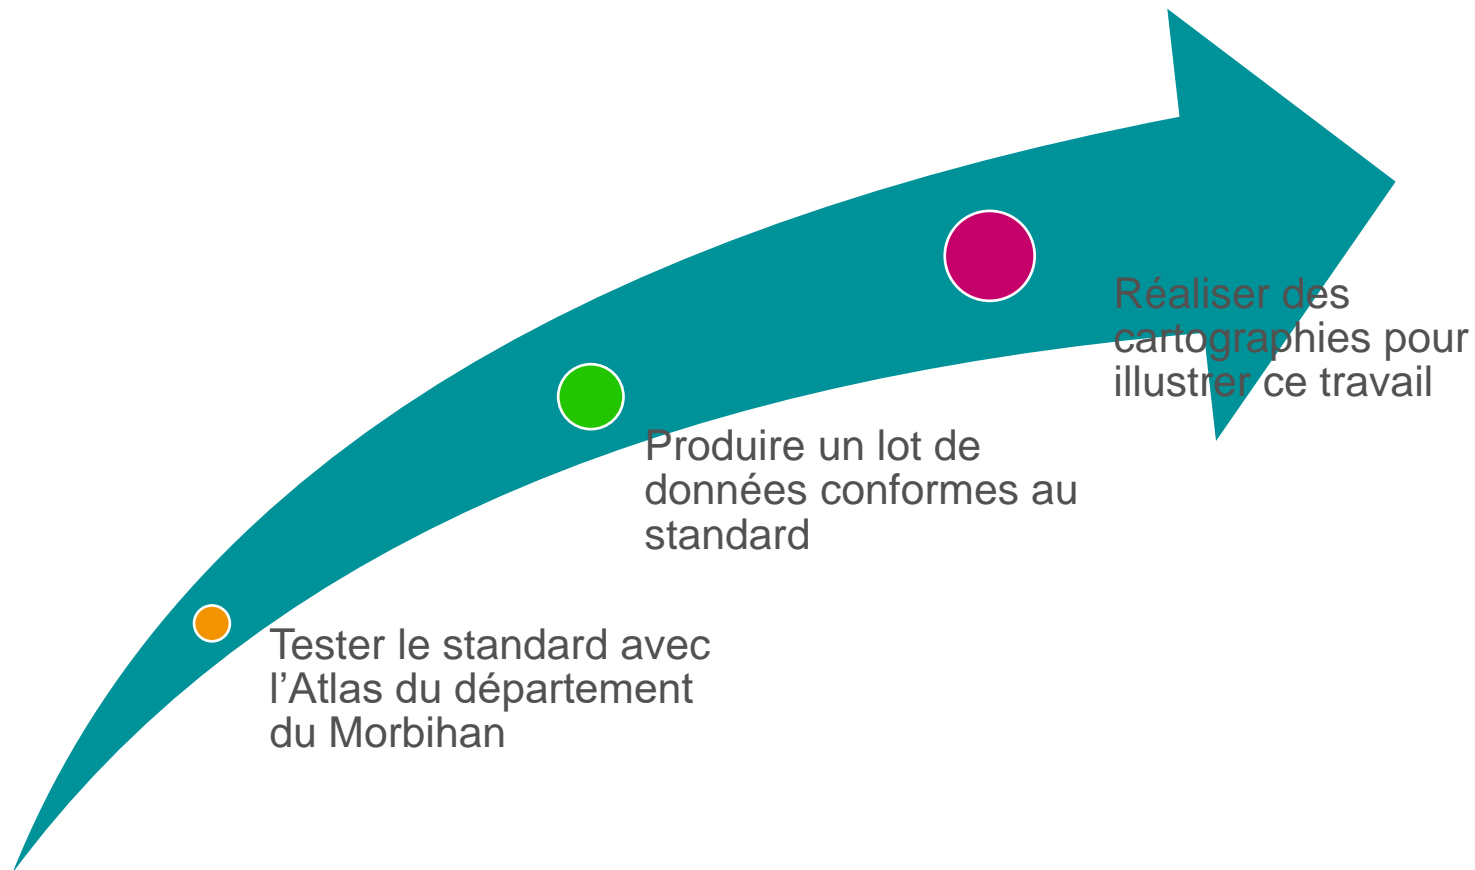 Réaliser des
cartographies pour
illustrer ce travail
Produire un lot de
données conformes au
standard
Tester le standard avec
l’Atlas du département
du Morbihan